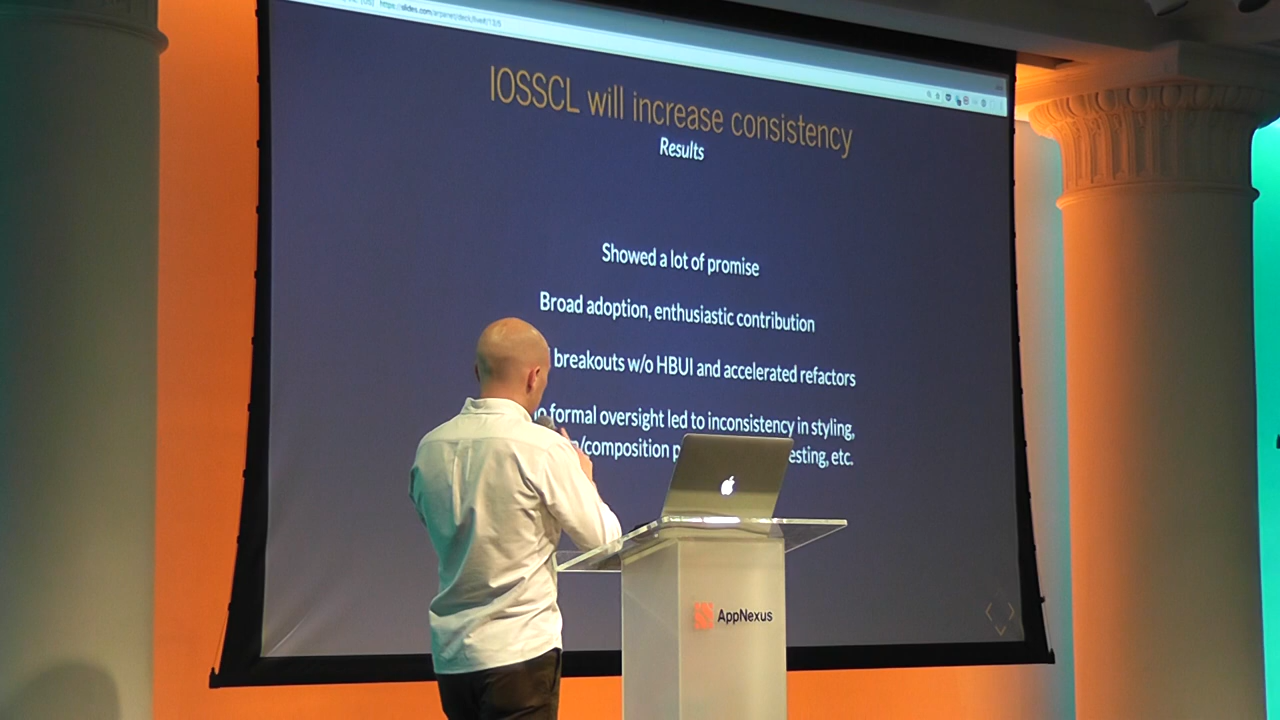 IOSSCL will increase consistency
Results
Showed a lot of promise
Broad adoption, enthusiastic contribution
breakouts w/o HBUI and accelerated refactors
formal oversight led to inconsistency in styling,
/composition
etc.
AppNexus